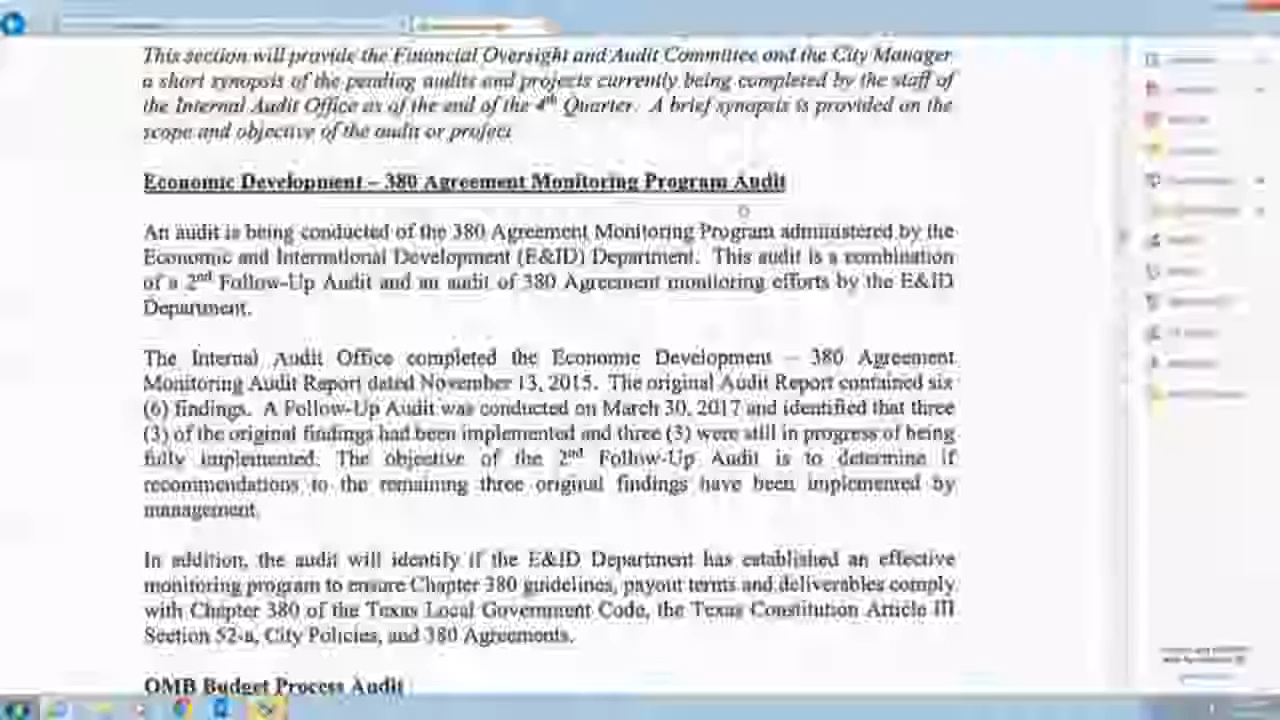 This section will provide the Financial Oversight and Audit Committee and the City Manager
a short synopsis of the pending audits and projects currently being completed by the staff of
the Internal Audit Office as of the end of the 4th Quarter. A brief synopsis is provided on the
scope and objective of the audit or project
Economic Development – 380 Agreement Monitoring Program Audit
An audit is being conducted of the 380 Agreement Monitoring Program administered by the
Economic and International Development (E&ID) Department. This audit is a combination
of a 2nd Follow-Up Audit and an audit of 380 Agreement monitoring efforts by the E&ID
Department.
The Internal Audit Office completed the Economic Development – 380 Agreement
Monitoring Audit Report dated November 13, 2015. The original Audit Report contained six
(6) findings. A Follow-Up Audit was conducted on March 30, 2017 and identified that three
(3) of the original findings had been implemented and three (3) were still in progress of being
fully implemented. The objective of the 2nd Follow-Up Audit is to determine if
recommendations to the remaining three original findings have been implemented by
management.
In addition, the audit will identify if the E&ID Department has established an effective
monitoring program to ensure Chapter 380 guidelines, payout terms and deliverables comply
with Chapter 380 of the Texas Local Government Code, the Texas Constitution Article III
Section 52-a, City Policies, and 380 Agreements.
OMB Budget Process Audit